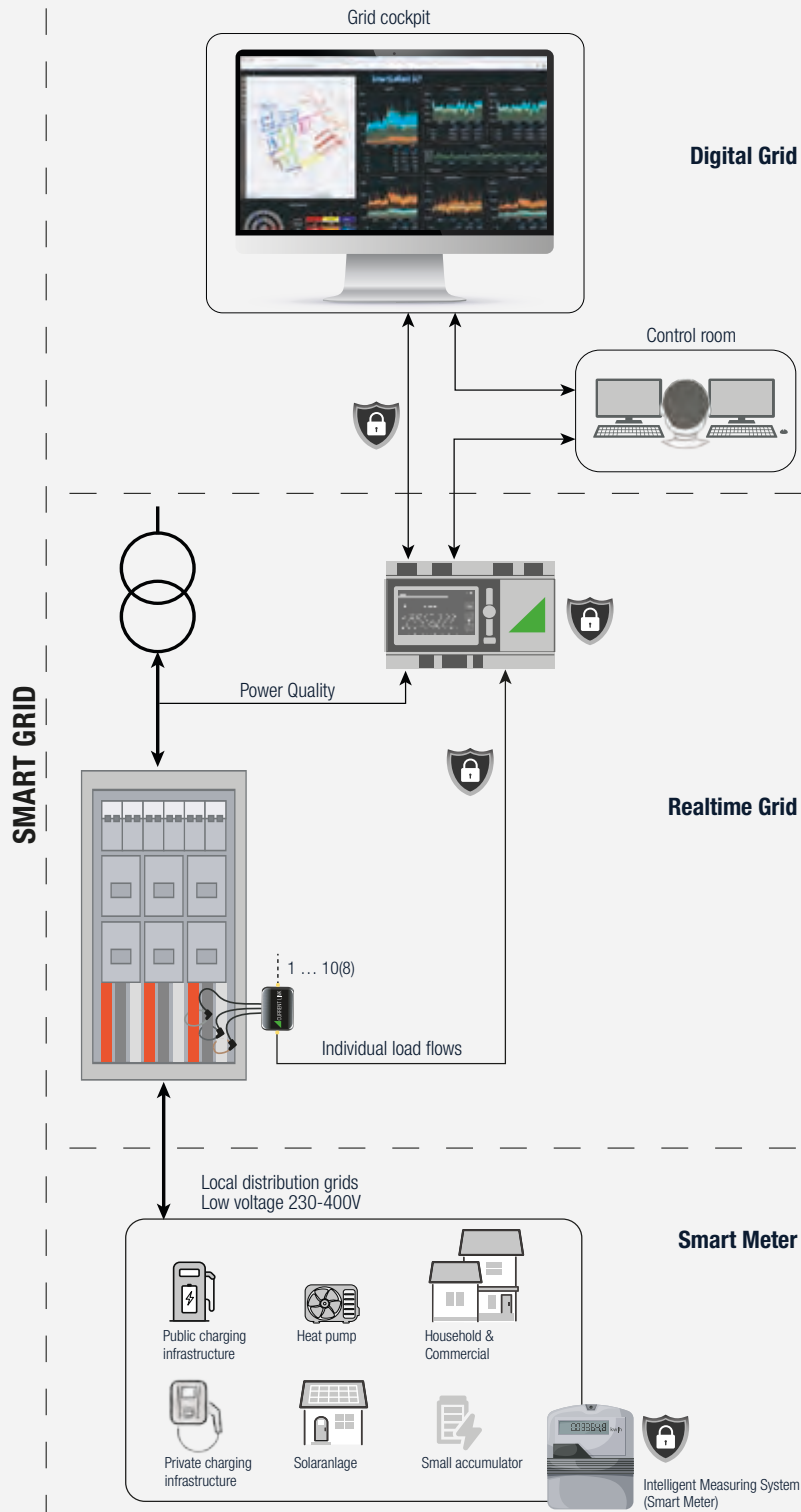 Grid cockpit
Digital Grid
Control room
SMART GRID
Power Quality
Realtime Grid
1 … 10(8)
CURRENT LINK
Individual load flows
Local distribution grids
Low voltage 230-400V
Smart Meter
Public charging
infrastructure
Heat pump
Household &
Commercial
Private charging
infrastructure
Solaranlage
Small accumulator
Intelligent Measuring System
(Smart Meter)